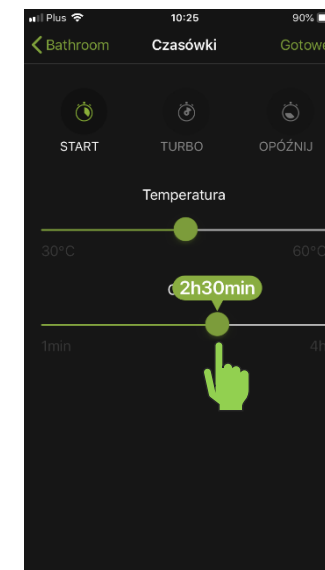 Plus 10:25 90%
Bathroom Czasówki Gotowe
START TURBO OPÓŹNIJ
Temperatura
30°C 60°C
2h30min
1min 4h